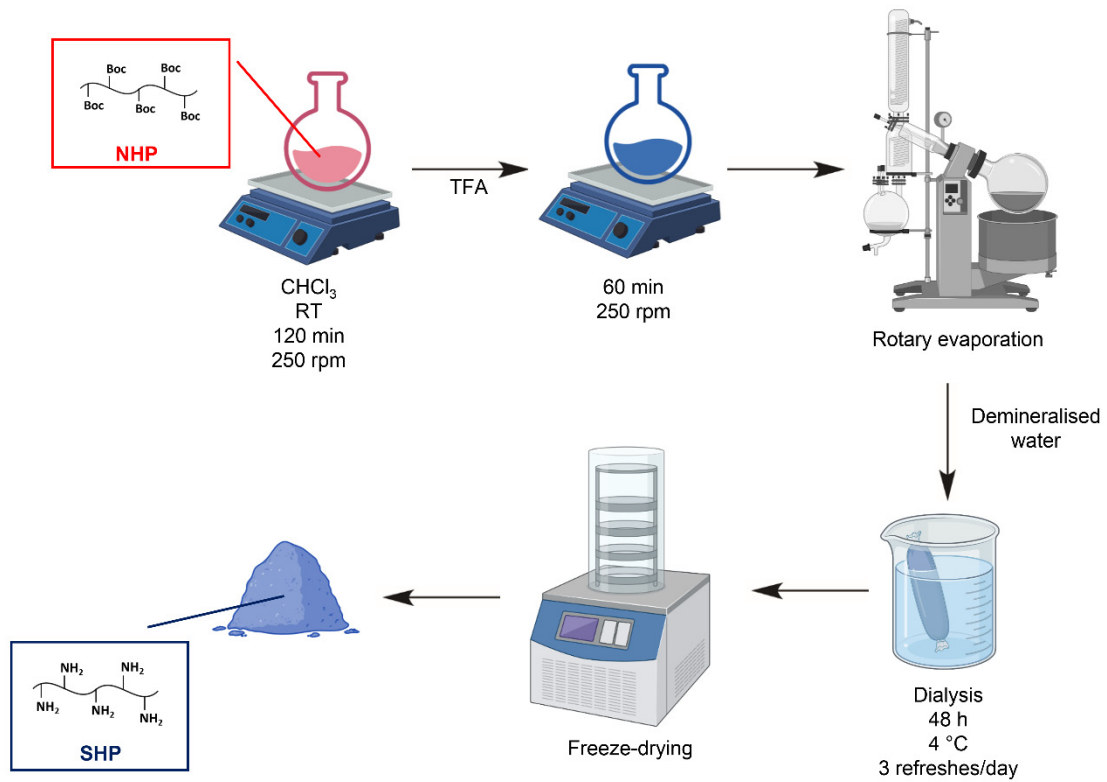 Boc
Boc
Boc
Boc
Boc
NHP
TFA
CHCl₃
RT
120 min
250 rpm
60 min
250 rpm
Rotary evaporation
Demineralised
water
NH₂
NH₂
NH₂
NH₂
NH₂
SHP
Freeze-drying
Dialysis
48 h
4 °C
3 refreshes/day